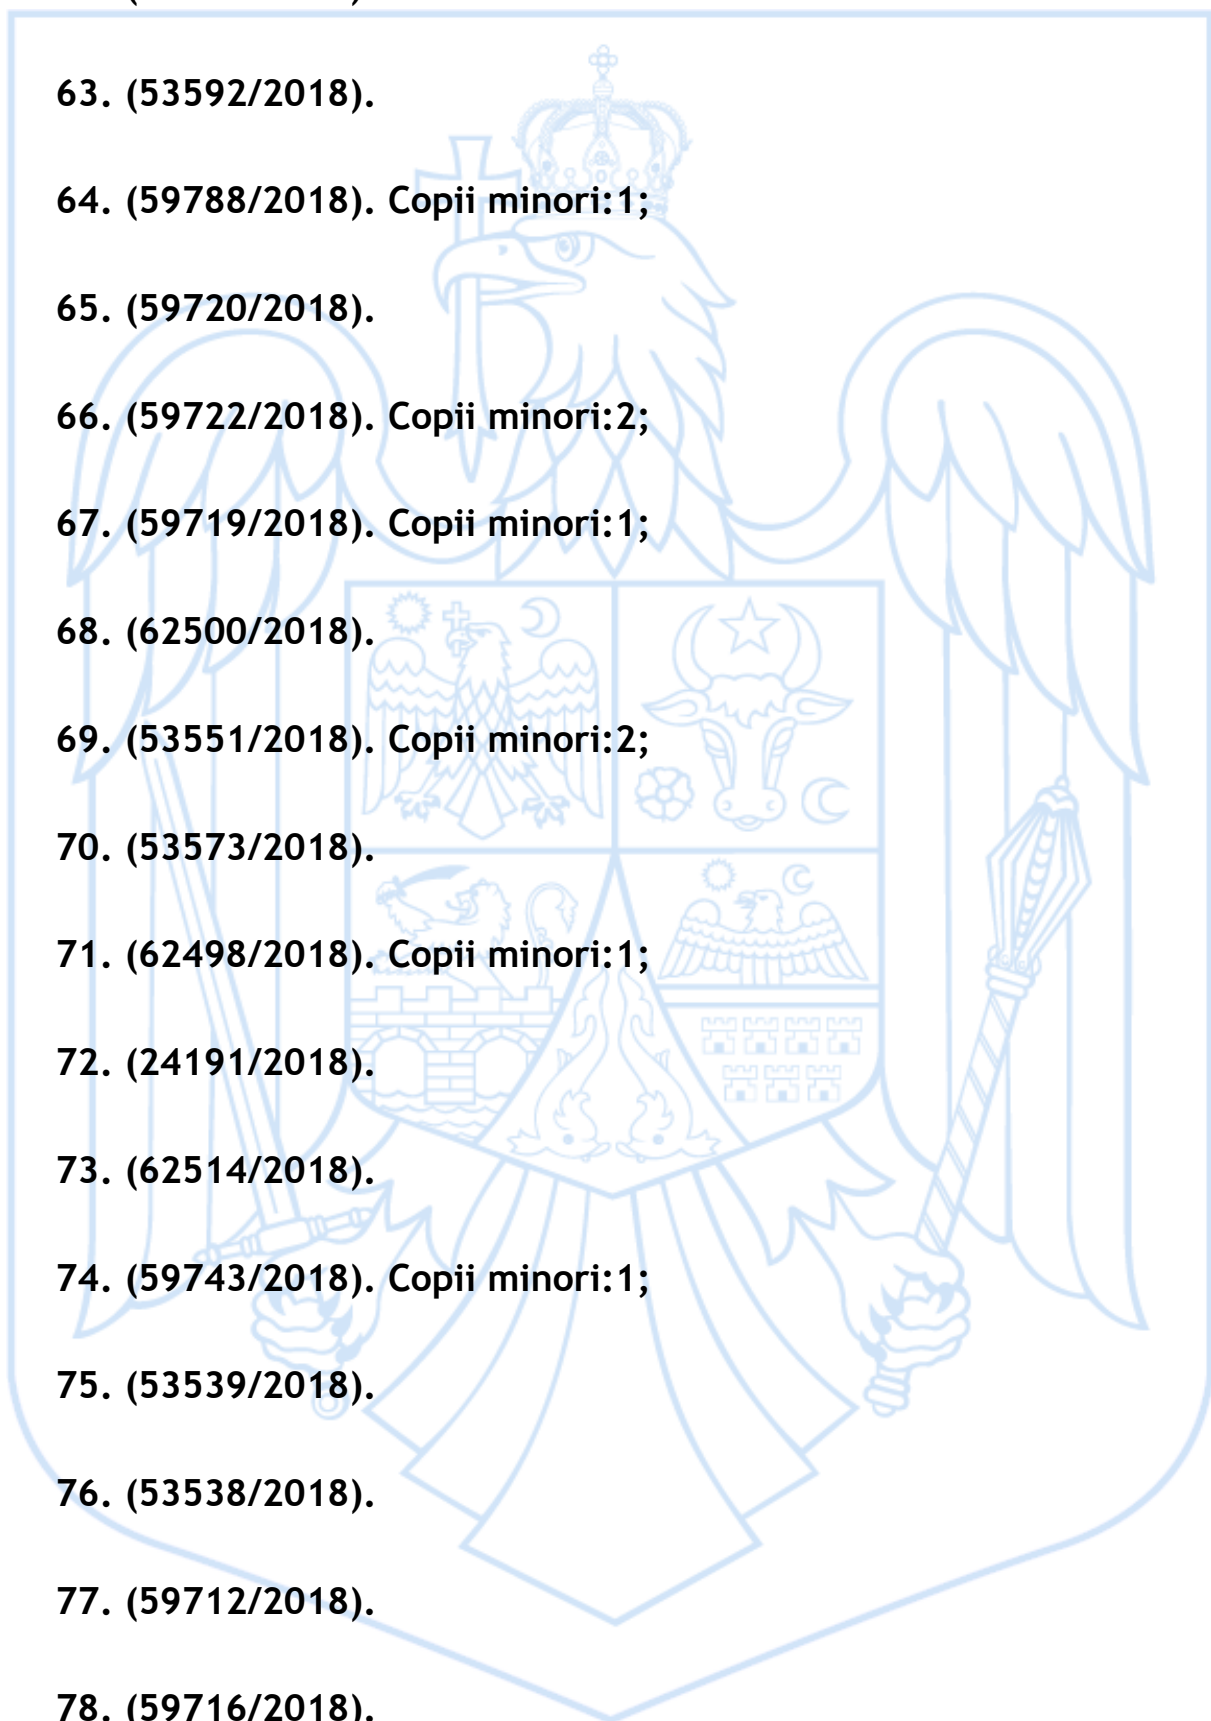 63. (53592/2018).
64. (59788/2018). Copii minori:1;
65. (59720/2018).
66. (59722/2018). Copii minori:2;
67. (59719/2018). Copii minori:1;
68. (62500/2018).
69. (53551/2018). Copii minori:2;
70. (53573/2018).
71. (62498/2018). Copii minori:1;
72. (24191/2018).
73. (62514/2018).
74. (59743/2018). Copii minori:1;
75. (53539/2018).
76. (53538/2018).
77. (59712/2018).
78. (59716/2018).